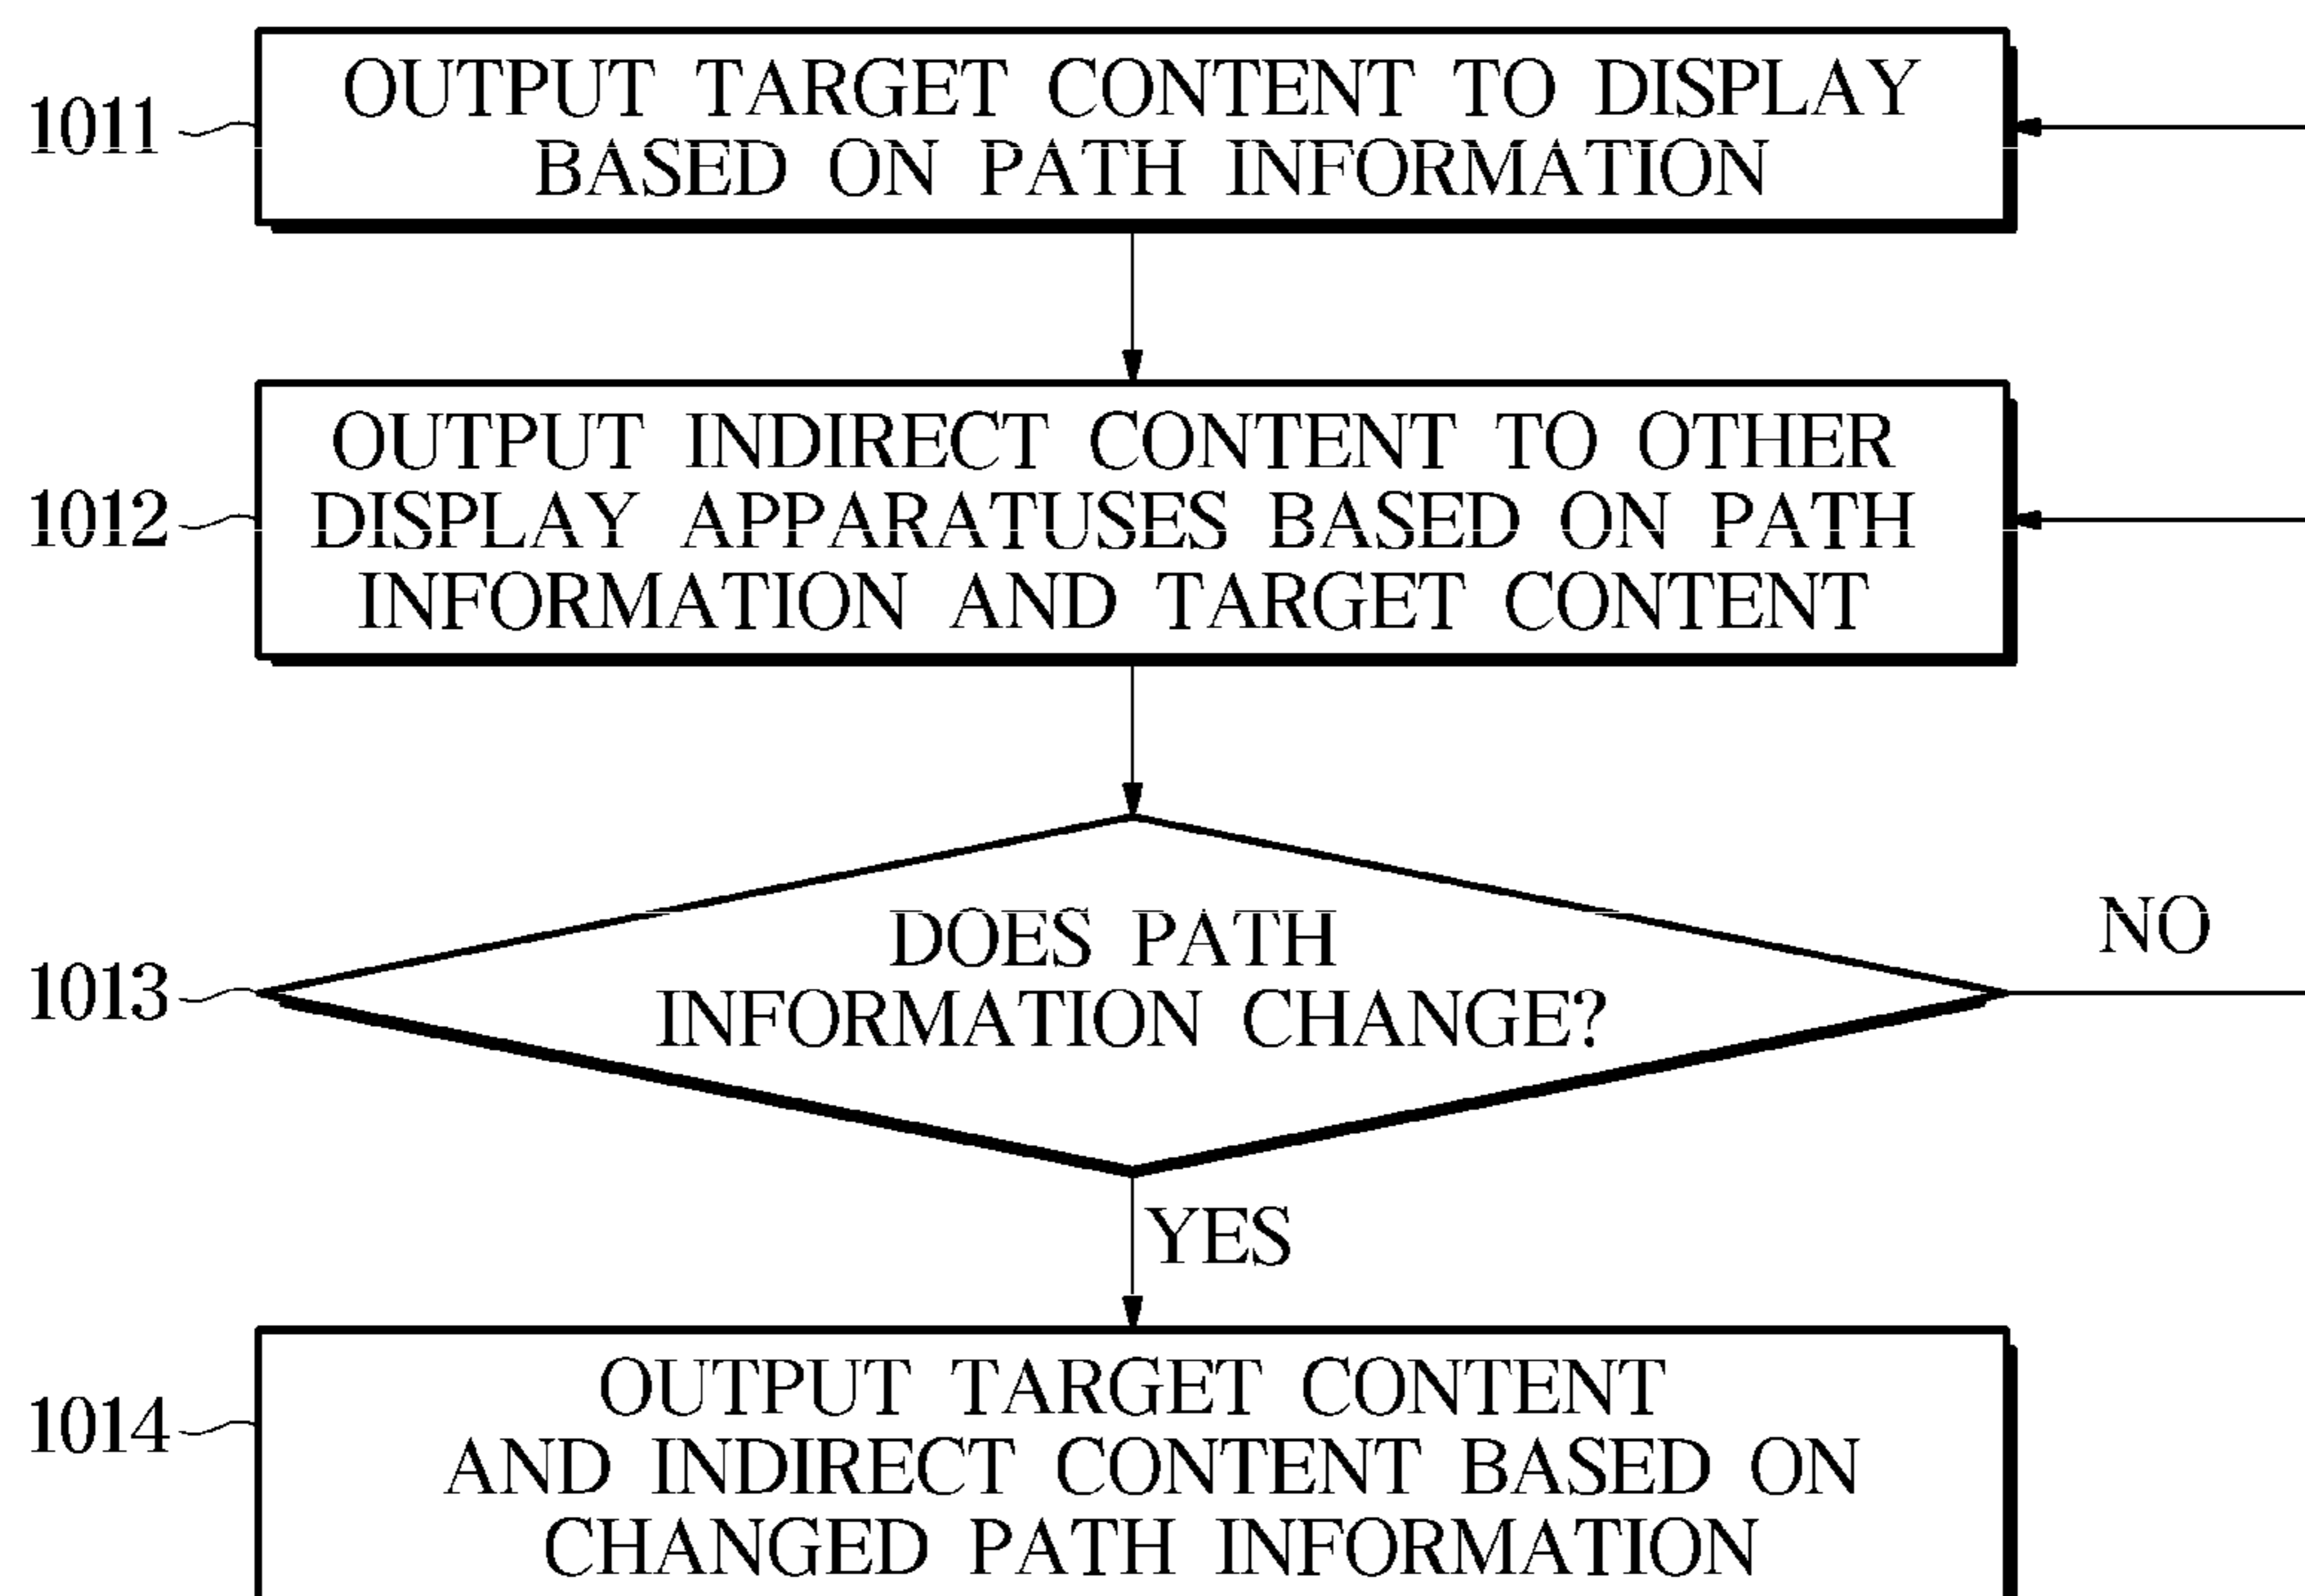 1011
OUTPUT TARGET CONTENT TO DISPLAY
BASED ON PATH INFORMATION
1012
OUTPUT INDIRECT CONTENT TO OTHER
DISPLAY APPARATUSES BASED ON PATH
INFORMATION AND TARGET CONTENT
1013
DOES PATH
INFORMATION CHANGE?
NO
YES
1014
OUTPUT TARGET CONTENT
AND INDIRECT CONTENT BASED ON
CHANGED PATH INFORMATION